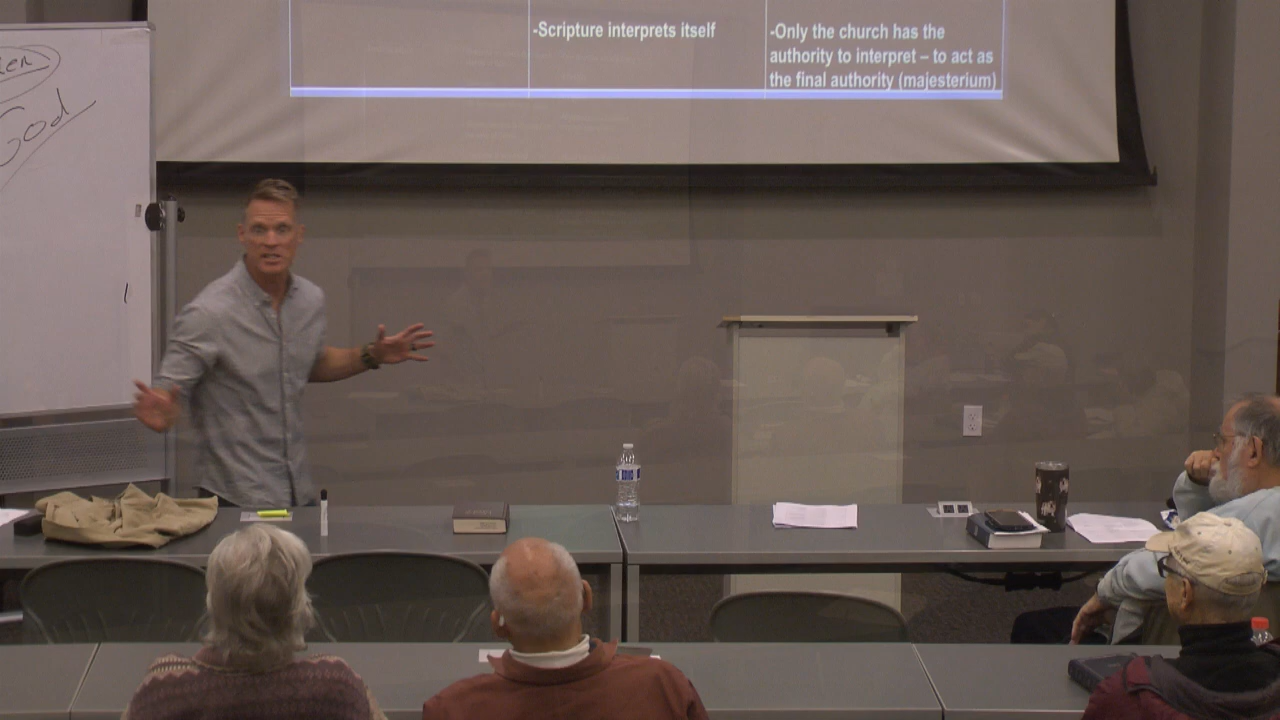 God
-Scripture interprets itself
-Only the church has the
authority to interpret – to act as
the final authority (majesterium)